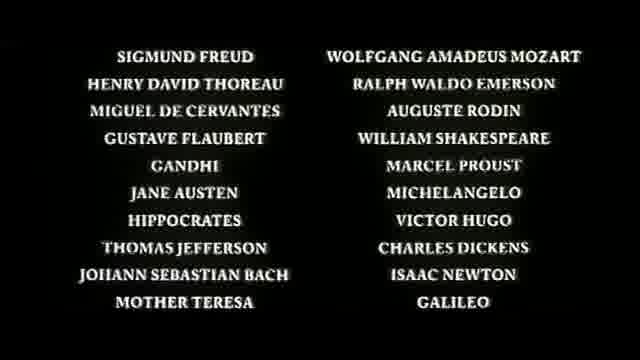 SIGMUND FREUD
WOLFGANG AMADEUS MOZART
HENRY DAVID THOREAU
RALPH WALDO EMERSON
MIGUEL DE CERVANTES
AUGUSTE RODIN
GUSTAVE FLAUBERT
WILLIAM SHAKESPEARE
GANDHI
MARCEL PROUST
JANE AUSTEN
MICHELANGELO
HIPPOCRATES
VICTOR HUGO
THOMAS JEFFERSON
CHARLES DICKENS
JOHANN SEBASTIAN BACH
ISAAC NEWTON
MOTHER TERESA
GALILEO